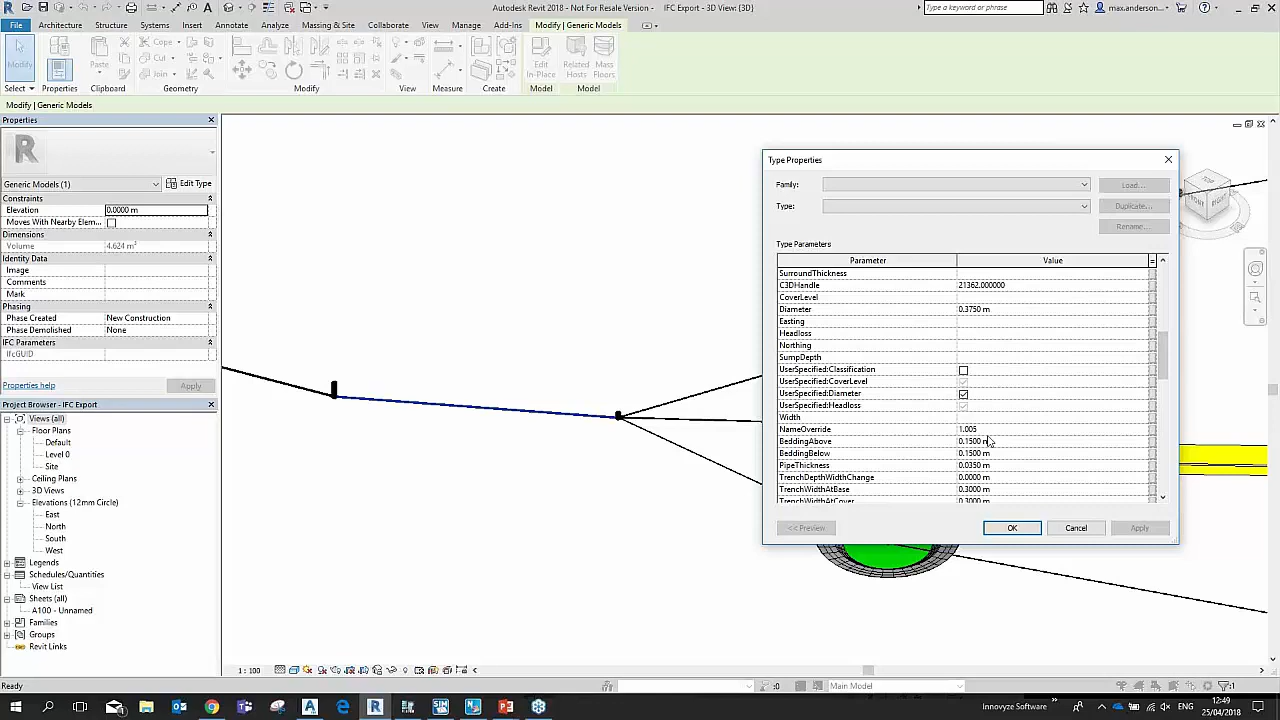 Autodesk Revit 2018 - Not For Resale Version - IFC Export - 3D View: {3D}
Type a keyword or phrase
max.anderson...
File Architecture Structure Systems Insert Annotate Analyze Massing & Site Collaborate View Manage Add-Ins Modify | Generic Models
Modify
Paste
Cope
Cut
Join
Edit In-Place
Related Hosts
Mass Floors
Select Properties Clipboard Geometry Modify View Measure Create Model Model
Modify | Generic Models
Properties
Generic Models (1) Edit Type
Constraints
Elevation 0.0000 m
Moves With Nearby Elem...
Dimensions
Volume 4.624 m³
Identity Data
Image
Comments
Mark
Phasing
Phase Created New Construction
Phase Demolished None
IFC Parameters
IfcGUID
Properties help Apply
Project Browser - IFC Export
Views (all)
Floor Plans
Default
Level 0
Site
Ceiling Plans
3D Views
Elevations (12mm Circle)
East
North
South
West
Legends
Schedules/Quantities
View List
Sheets (all)
A100 - Unnamed
Families
Groups
Revit Links
Type Properties
Family: Load...
Type: Duplicate...
Rename...
Type Parameters
Parameter Value =
SurroundThickness
C3DHandle 21362.000000
CoverLevel
Diameter 0.3750 m
Easting
Headloss
Northing
SumpDepth
UserSpecified:Classification
UserSpecified:CoverLevel
UserSpecified:Diameter
UserSpecified:Headloss
Width
NameOverride 1.005
BeddingAbove 0.1500 m
BeddingBelow 0.1500 m
PipeThickness 0.0350 m
TrenchDepthWidthChange 0.0000 m
TrenchWidthAtBase 0.3000 m
TrenchWidthAtCover 0.3000 m
<< Preview OK Cancel Apply
TOP
FRONT
RIGHT
1 : 100
Ready :0 Main Model :1
Innovyze Software
12:49
25/04/2018